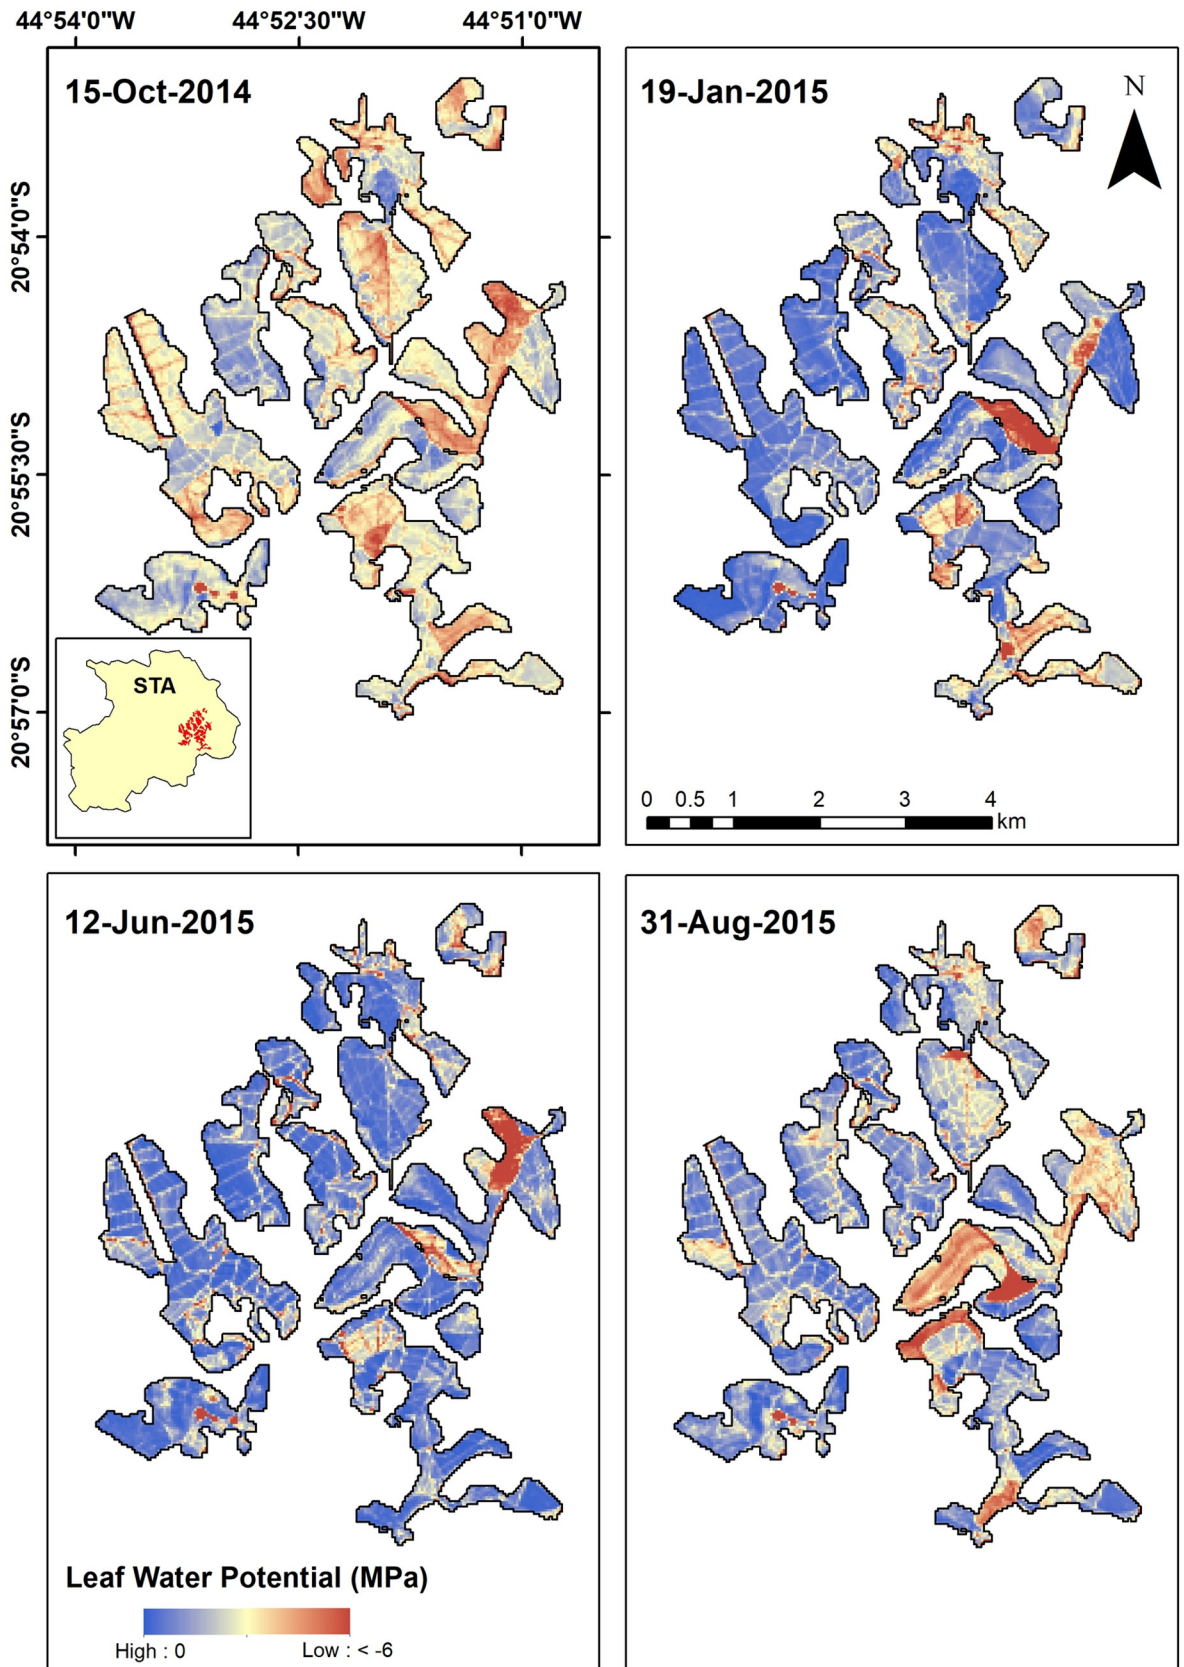 44°54'0"W 44°52'30"W 44°51'0"W
15-Oct-2014
19-Jan-2015
N
20°54'0"S
20°55'30"S
20°57'0"S
STA
0 0.5 1 2 3 4
km
12-Jun-2015
31-Aug-2015
Leaf Water Potential (MPa)
High : 0 Low : < -6